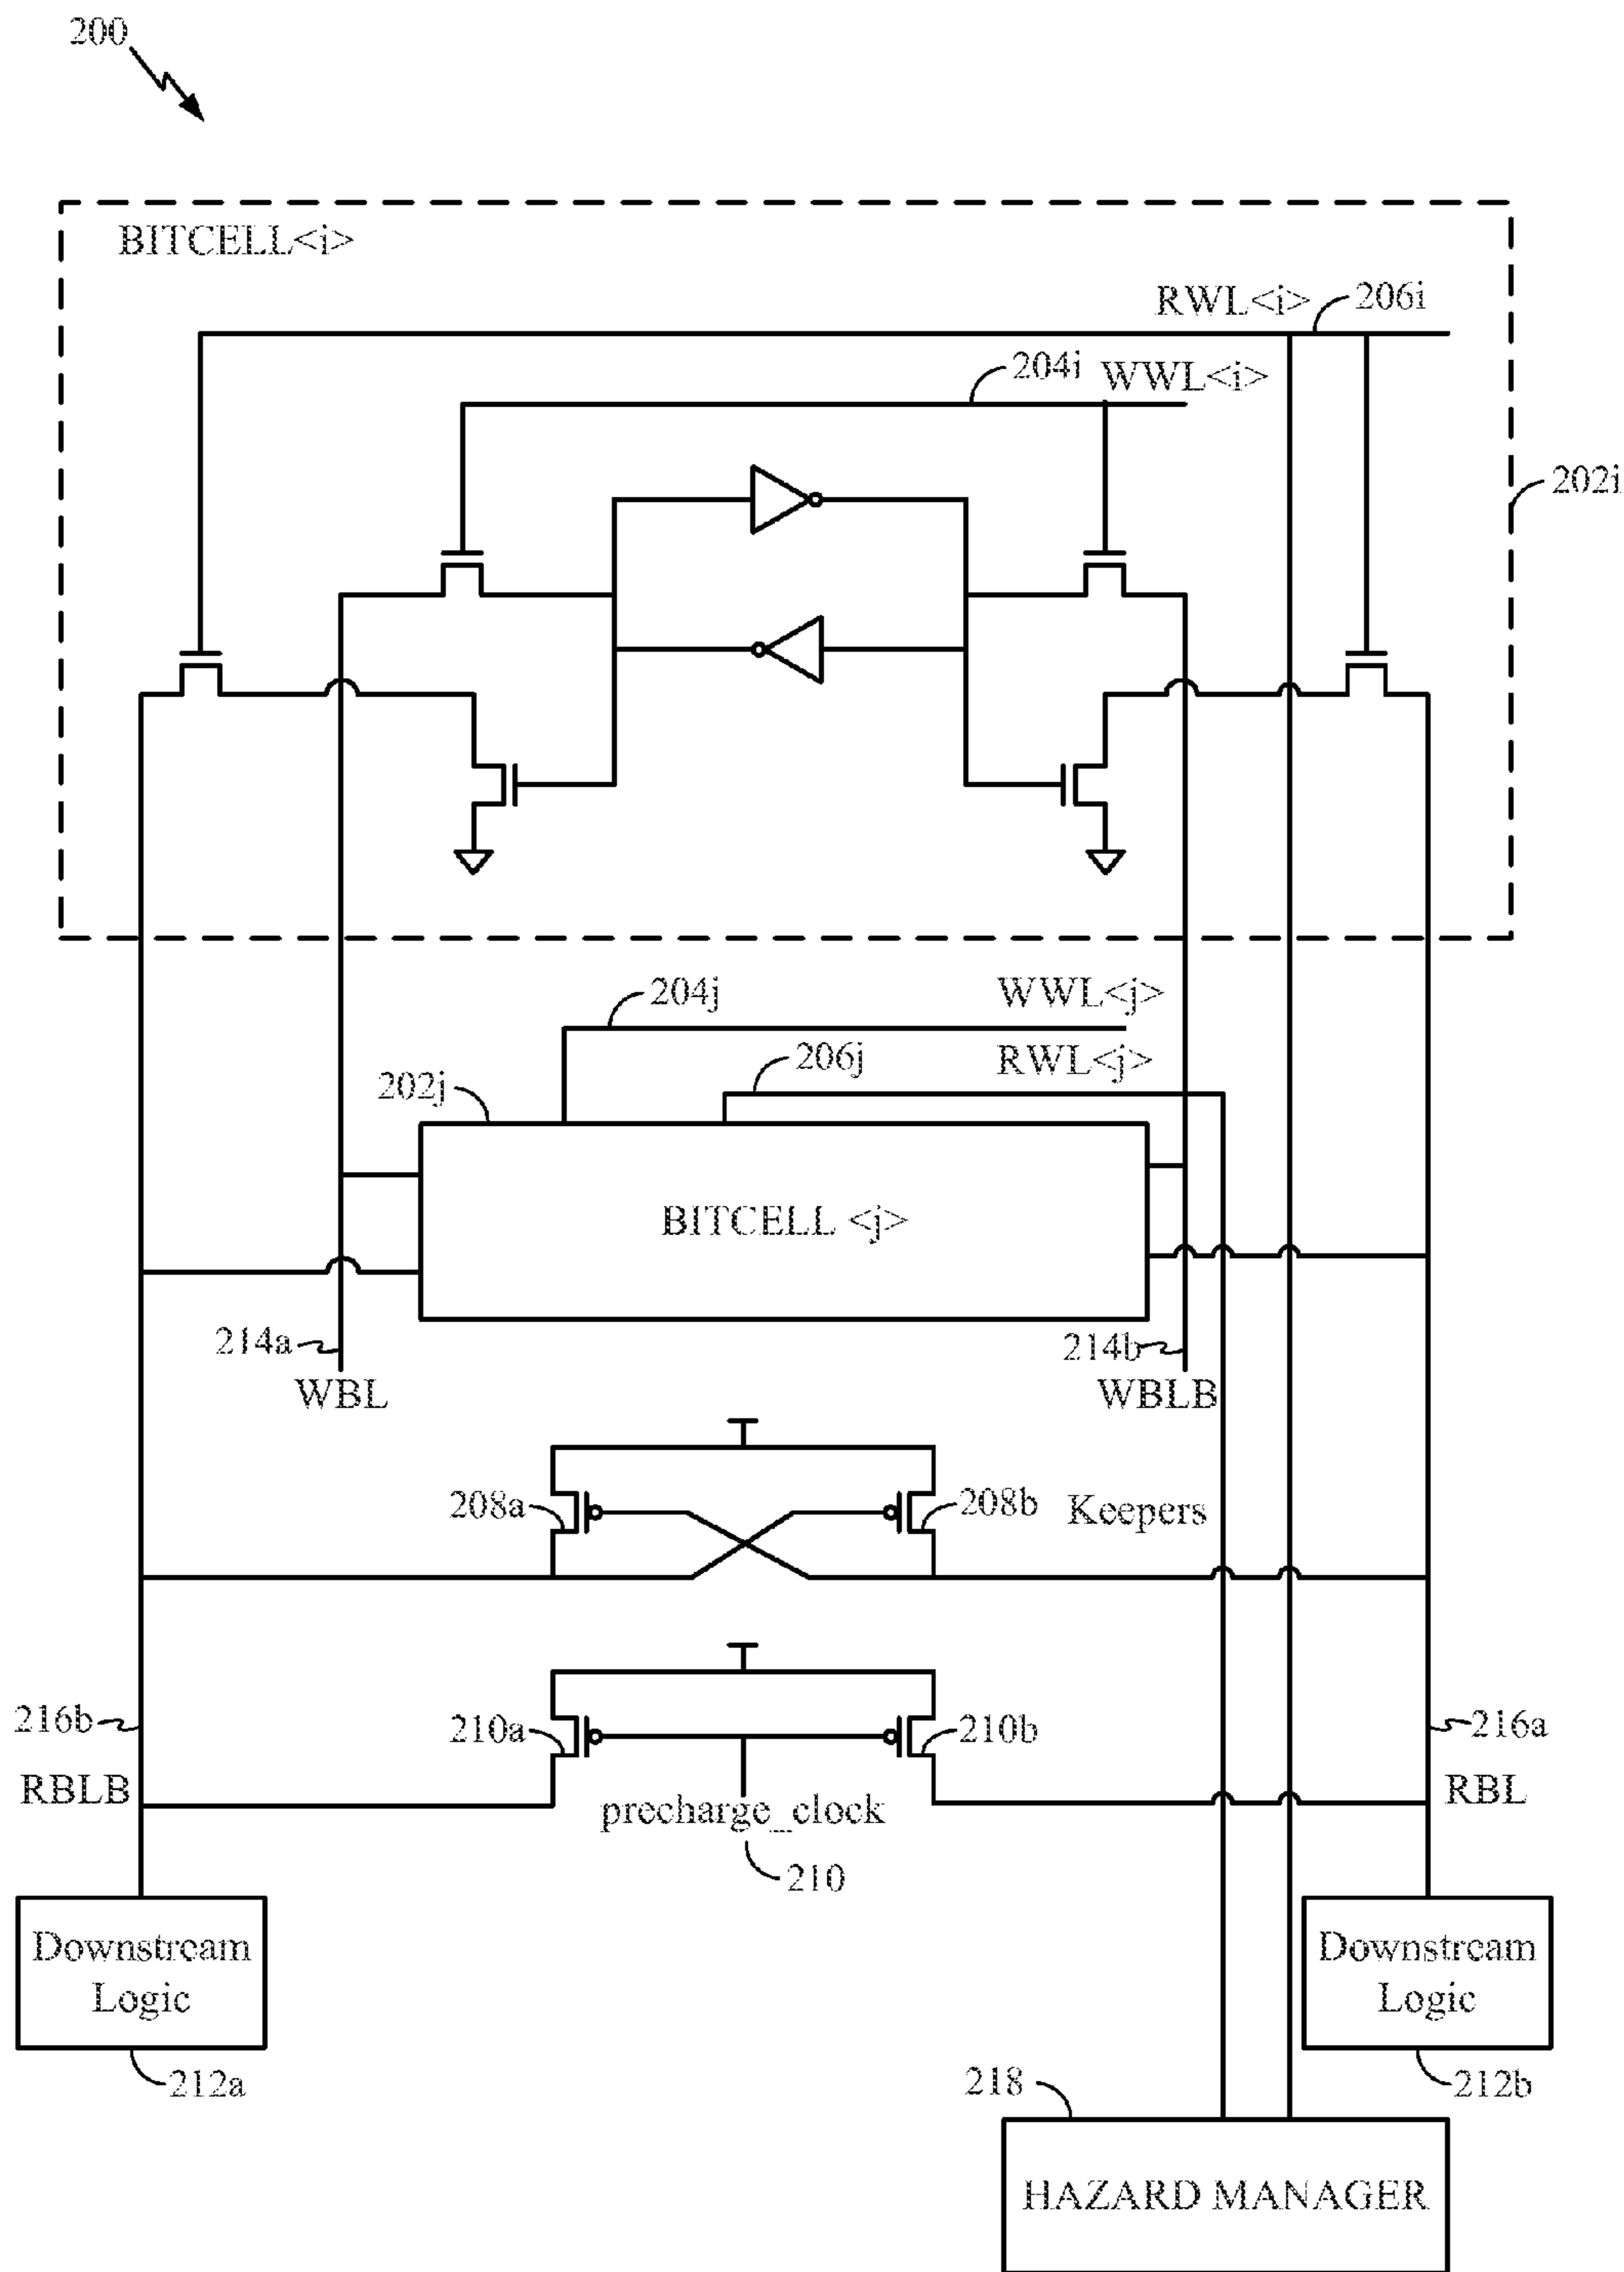 200
BITCELL<i>
RWL<i>
206i
204i
WWL<i>
202i
204j
WWL<j>
206j
RWL<j>
202j
BITCELL <j>
214a
214b
WBL
WBLB
208a
208b
Keepers
216b
210a
210b
216a
RBLB
RBL
precharge_clock
210
Downstream
Logic
Downstream
Logic
212a
212b
218
HAZARD MANAGER